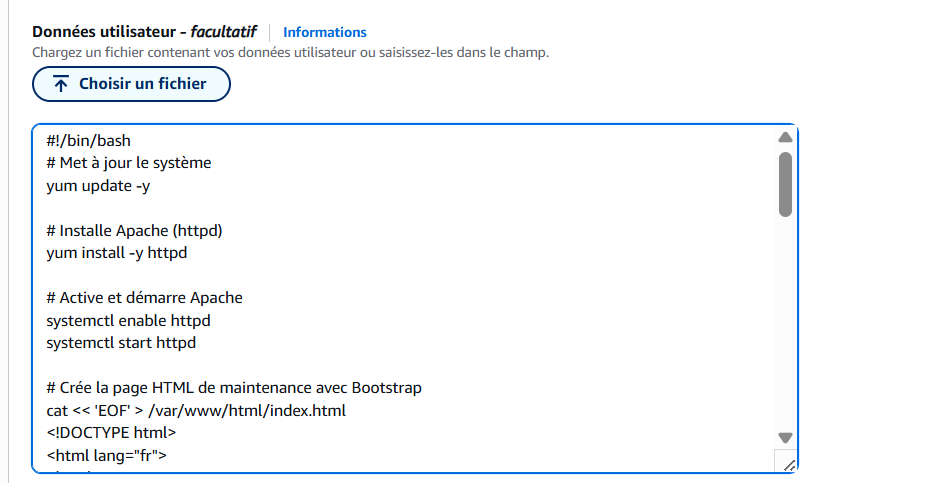 Données utilisateur - facultatif | Informations
Chargez un fichier contenant vos données utilisateur ou saisissez-les dans le champ.
Choisir un fichier
#!/bin/bash
# Met à jour le système
yum update -y
# Installe Apache (httpd)
yum install -y httpd
# Active et démarre Apache
systemctl enable httpd
systemctl start httpd
# Crée la page HTML de maintenance avec Bootstrap
cat << 'EOF' > /var/www/html/index.html
<!DOCTYPE html>
<html lang="fr">